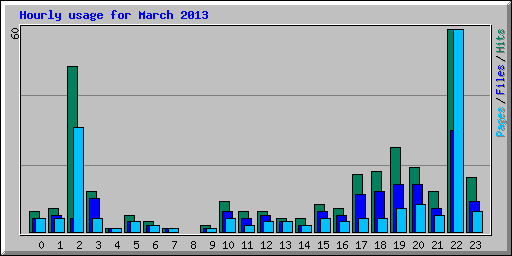 Hourly usage for March 2013
60
Pages/Files/Hits
0 1 2 3 4 5 6 7 8 9 10 11 12 13 14 15 16 17 18 19 20 21 22 23